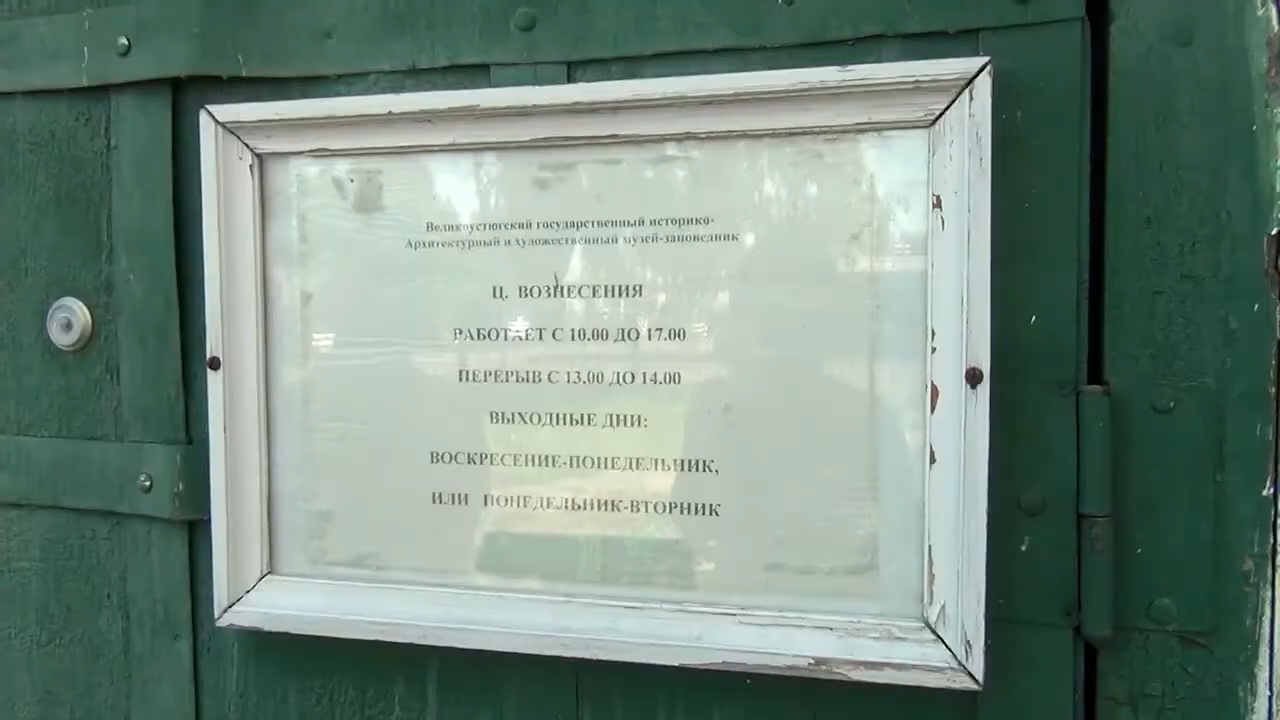 Великоустюгский государственный историко-
Архитектурный и художественный музей-заповедник
Ц. ВОЗНЕСЕНИЯ
РАБОТАЕТ С 10.00 ДО 17.00
ПЕРЕРЫВ С 13.00 ДО 14.00
ВЫХОДНЫЕ ДНИ:
ВОСКРЕСЕНИЕ-ПОНЕДЕЛЬНИК,
ИЛИ ПОНЕДЕЛЬНИК-ВТОРНИК